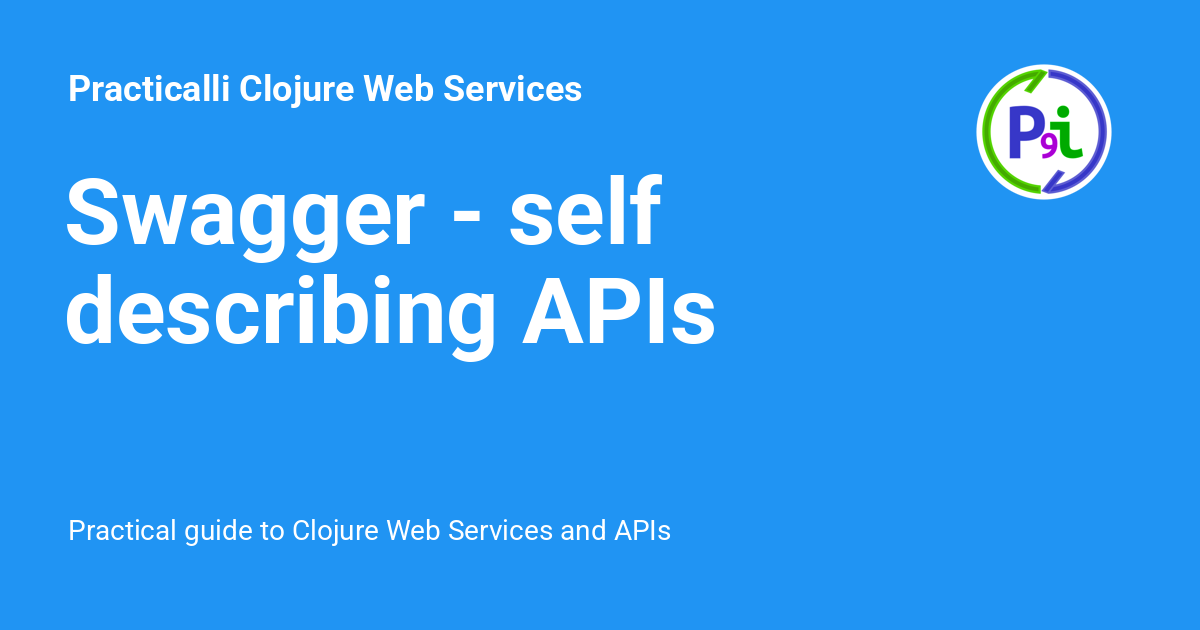 Practicalli Clojure Web Services
P9i
Swagger - self
describing APIs
Practical guide to Clojure Web Services and APIs